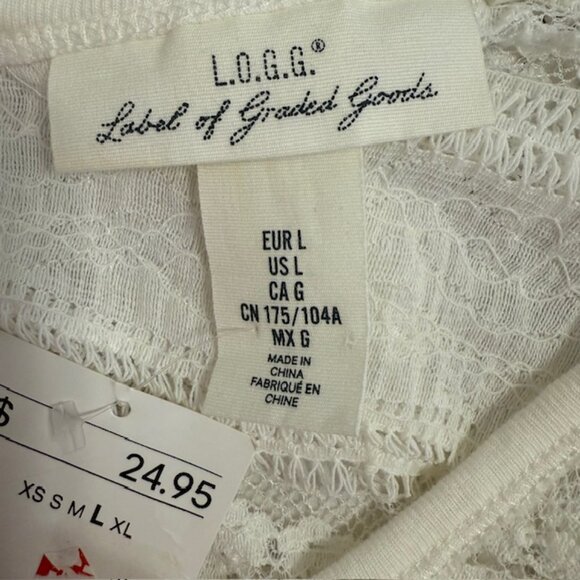 L.O.G.G.®
Label of Graded Goods
EUR L
US L
CA G
CN 175/104A
MX G
MADE IN
CHINA
FABRIQUÉ EN
CHINE
$ 24.95
XS S M L XL